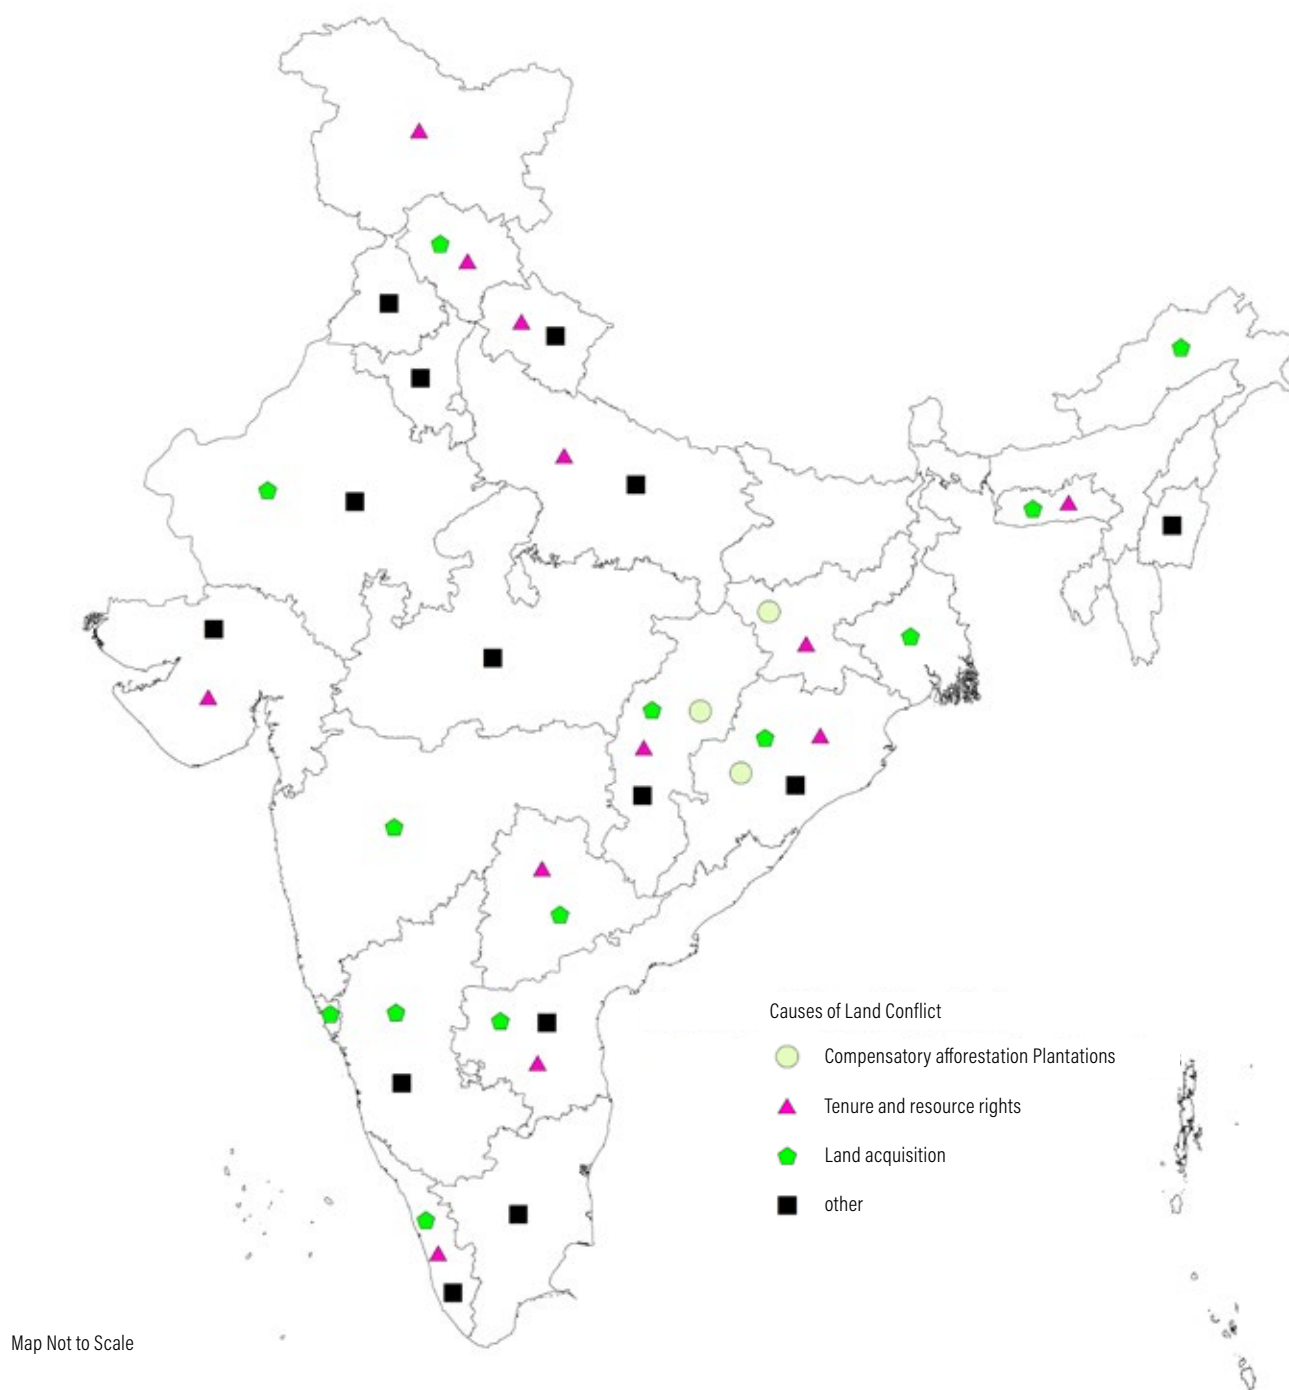 Causes of Land Conflict
Compensatory afforestation Plantations
Tenure and resource rights
Land acquisition
other
Map Not to Scale